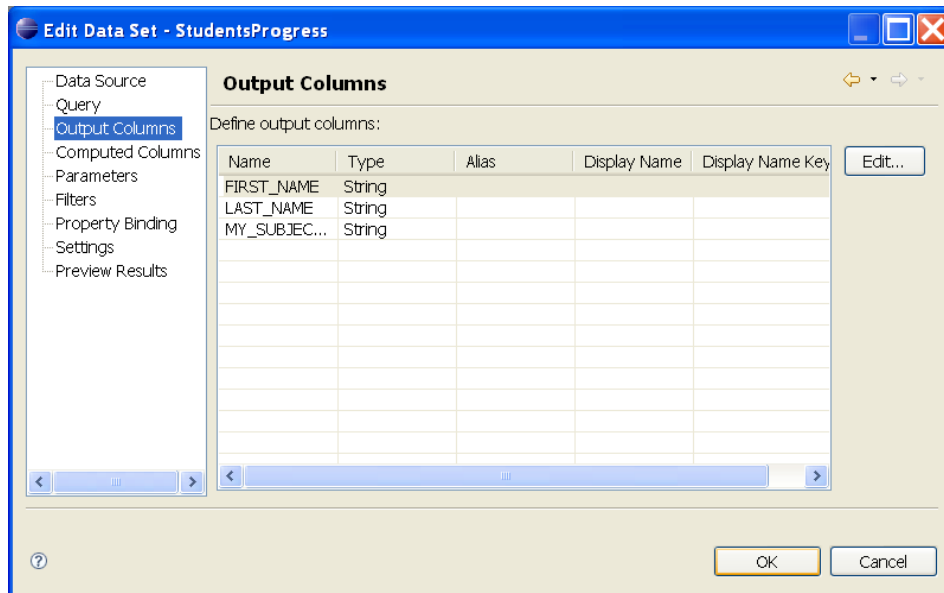 Edit Data Set - StudentsProgress
Data Source
Query
Output Columns
Computed Columns
Parameters
Filters
Property Binding
Settings
Preview Results
Output Columns
Define output columns:
Name Type Alias Display Name Display Name Key
FIRST_NAME String
LAST_NAME String
MY_SUBJEC... String
Edit...
?
OK Cancel